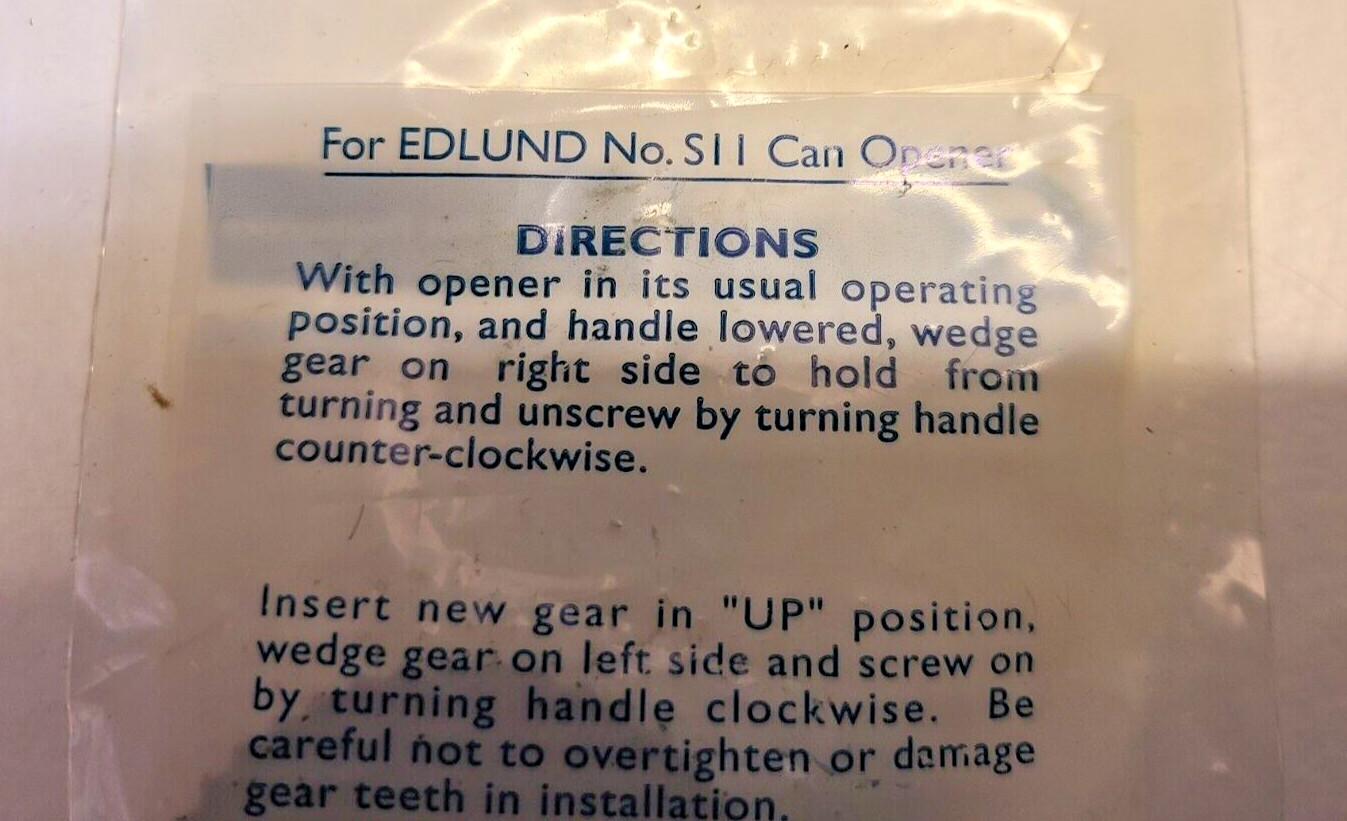 For EDLUND No. S11 Can Opener
DIRECTIONS
With opener in its usual operating
position, and handle lowered, wedge
gear on right side to hold from
turning and unscrew by turning handle
counter-clockwise.
Insert new gear in "UP" position,
wedge gear on left side and screw on
by turning handle clockwise. Be
careful not to overtighten or damage
gear teeth in installation.